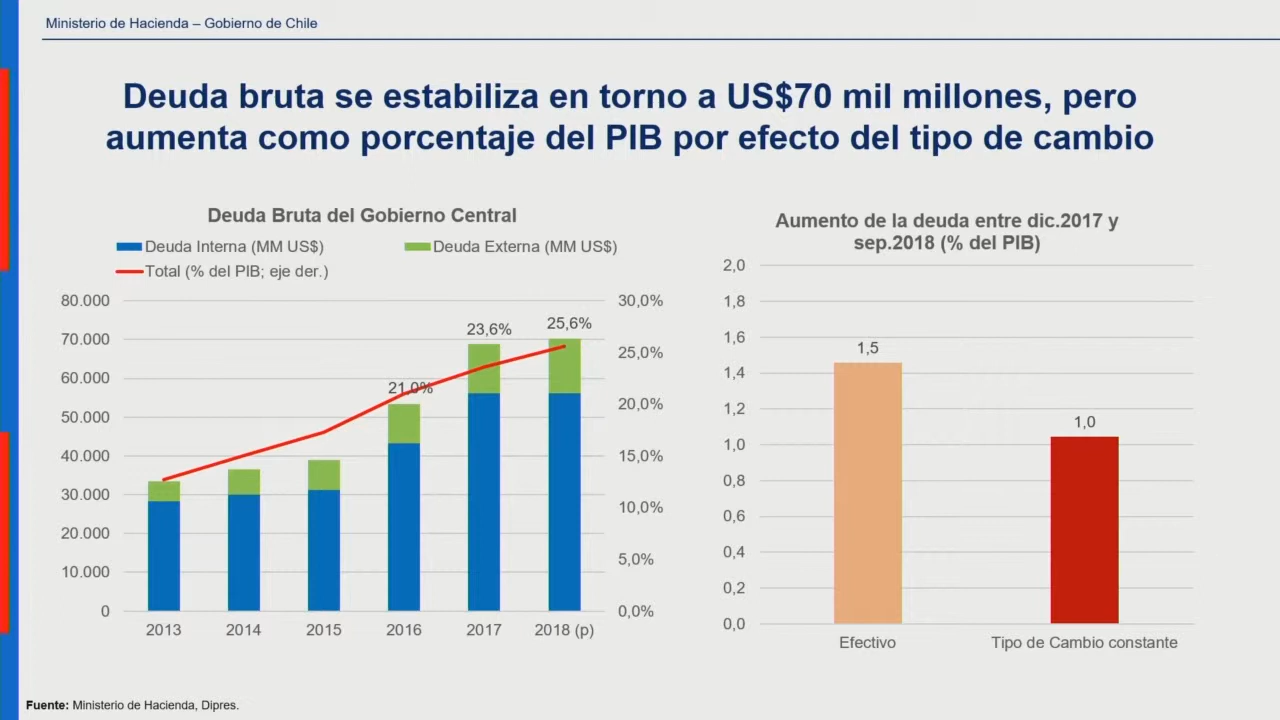 Ministerio de Hacienda – Gobierno de Chile
Deuda bruta se estabiliza en torno a US$70 mil millones, pero
aumenta como porcentaje del PIB por efecto del tipo de cambio
Deuda Bruta del Gobierno Central
Deuda Interna (MM US$)
Deuda Externa (MM US$)
Total (% del PIB; eje der.)
80.000
70.000
60.000
50.000
40.000
30.000
20.000
10.000
0
30,0%
25,0%
20,0%
15,0%
10,0%
5,0%
0,0%
21,0%
23,6%
25,6%
2013
2014
2015
2016
2017
2018 (p)
Aumento de la deuda entre dic.2017 y
sep.2018 (% del PIB)
2,0
1,8
1,6
1,4
1,2
1,0
0,8
0,6
0,4
0,2
0,0
1,5
1,0
Efectivo
Tipo de Cambio constante
Fuente: Ministerio de Hacienda, Dipres.